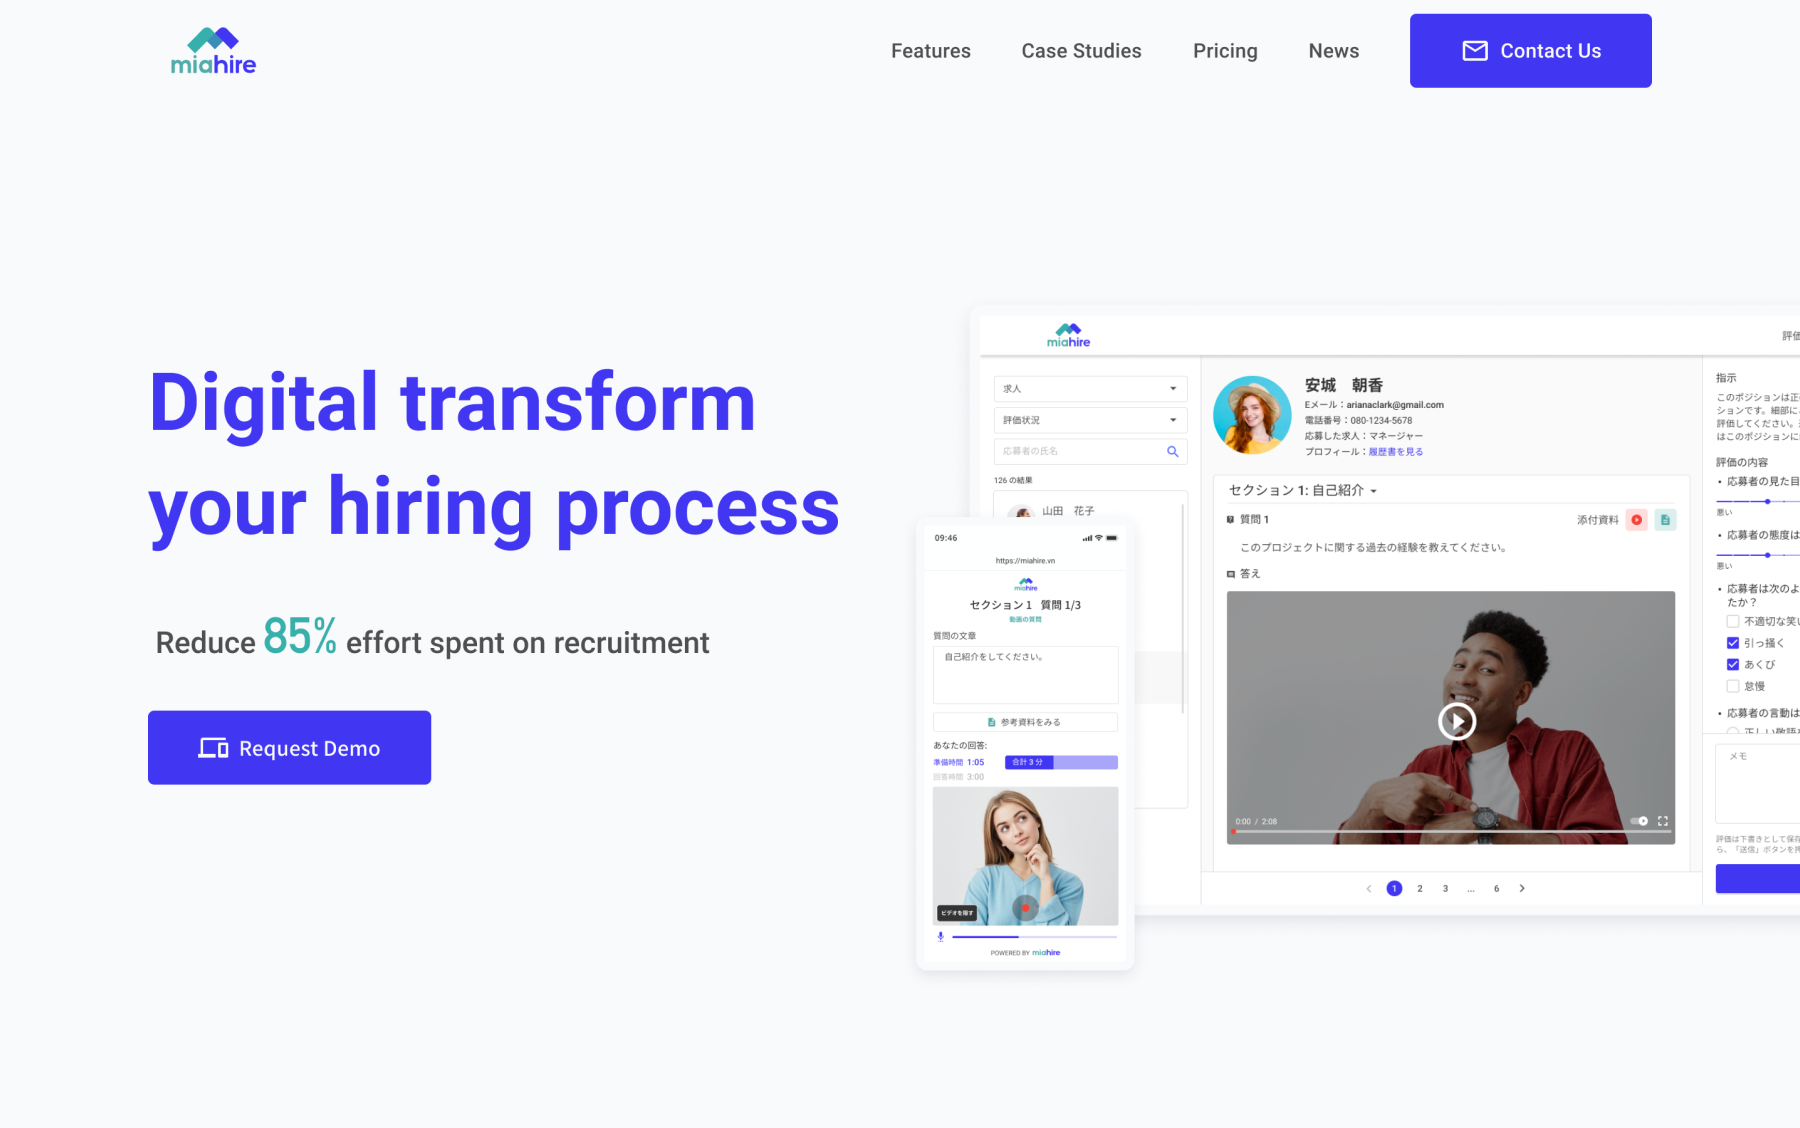 miahire
Features
Case Studies
Pricing
News
Contact Us
Digital transform
your hiring process
Reduce 85% effort spent on recruitment
Request Demo
miahire
求人
評価状況
応募者の氏名
126 の結果
山田 花子
安城 朝香
Eメール：arianaclark@gmail.com
電話番号：080-1234-5678
応募した求人：マネージャー
プロフィール：履歴書を見る
セクション 1: 自己紹介
質問 1
添付資料
このプロジェクトに関する過去の経験を教えてください。
答え
0:00 / 2:08
1 2 3 ... 6
指示
このポジションは正
ションです。細部に
評価してください。
はこのポジションに
評価の内容
• 応募者の見た目
悪い
• 応募者の態度は
悪い
• 応募者は次のよ
たか？
不適切な笑い
引っ掻く
あくび
怠慢
• 応募者の言動は
メモ
評価は下書きとして保存
ら、「送信」ボタンを押
09:46
https://miahire.vn
miahire
セクション 1 質問 1/3
動画の質問
質問の文章
自己紹介をしてください。
参考資料をみる
あなたの回答:
準備時間 1:05
合計 3 分
回答時間 3:00
ビデオを隠す
POWERED BY miahire